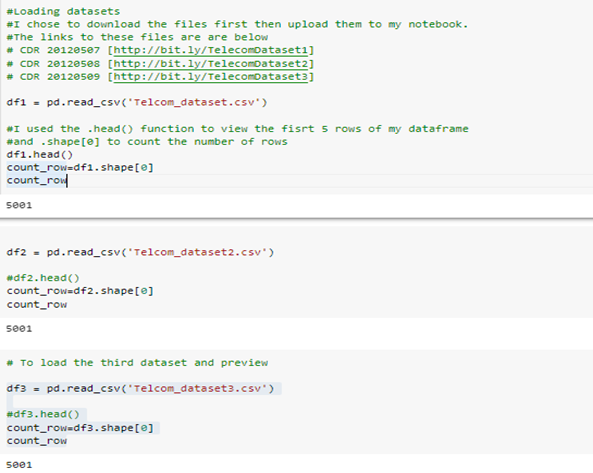 #Loading datasets
#I chose to download the files first then upload them to my notebook.
#The links to these files are are below
# CDR 20120507 [http://bit.ly/TelecomDataset1]
# CDR 20120508 [http://bit.ly/TelecomDataset2]
# CDR 20120509 [http://bit.ly/TelecomDataset3]
df1 = pd.read_csv('Telcom_dataset.csv')
#I used the .head() function to view the fisrt 5 rows of my dataframe
#and .shape[0] to count the number of rows
df1.head()
count_row=df1.shape[0]
count_row
5001
df2 = pd.read_csv('Telcom_dataset2.csv')
#df2.head()
count_row=df2.shape[0]
count_row
5001
# To load the third dataset and preview
df3 = pd.read_csv('Telcom_dataset3.csv')
#df3.head()
count_row=df3.shape[0]
count_row
5001